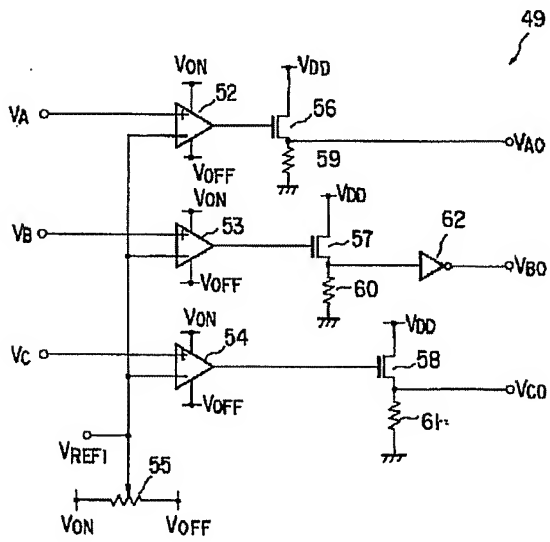 49
VON
VDD
VA
52
56
VAO
59
VOFF
VON
VDD
VB
53
57
62
VBO
60
VOFF
VON
VDD
VC
54
58
VCO
VOFF
61
VREF1
55
VON
VOFF